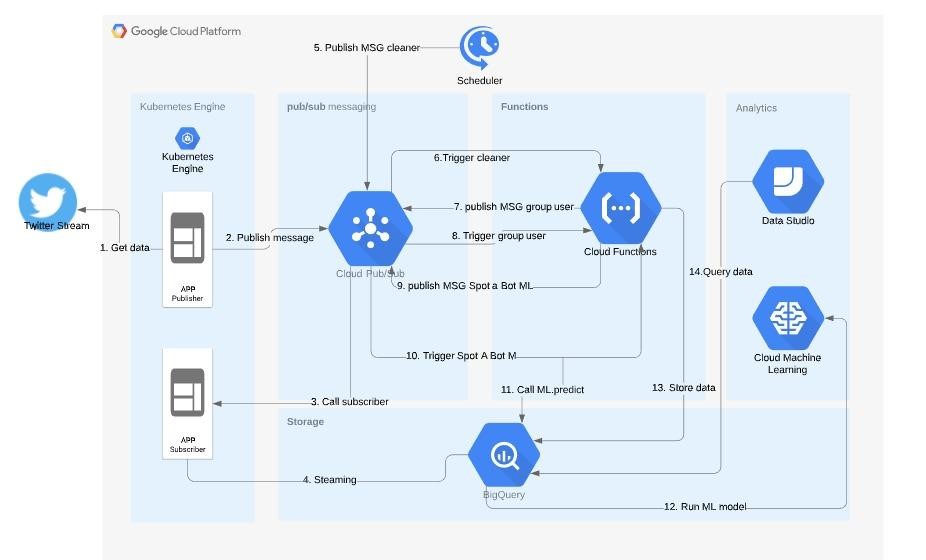 Google Cloud Platform
5. Publish MSG cleaner
Scheduler
Kubernetes Engine
pub/sub messaging
Functions
Analytics
Kubernetes
Engine
6.Trigger cleaner
Twitter Stream
7. publish MSG group user
Data Studio
1. Get data
2. Publish message
8. Trigger group user
Cloud Functions
Cloud Pub/Sub
14.Query data
9. publish MSG Spot a Bot ML
APP
Publisher
10. Trigger Spot A Bot M
Cloud Machine
Learning
11. Call ML.predict
13. Store data
3. Call subscriber
Storage
APP
Subscriber
4. Steaming
BigQuery
12. Run ML model